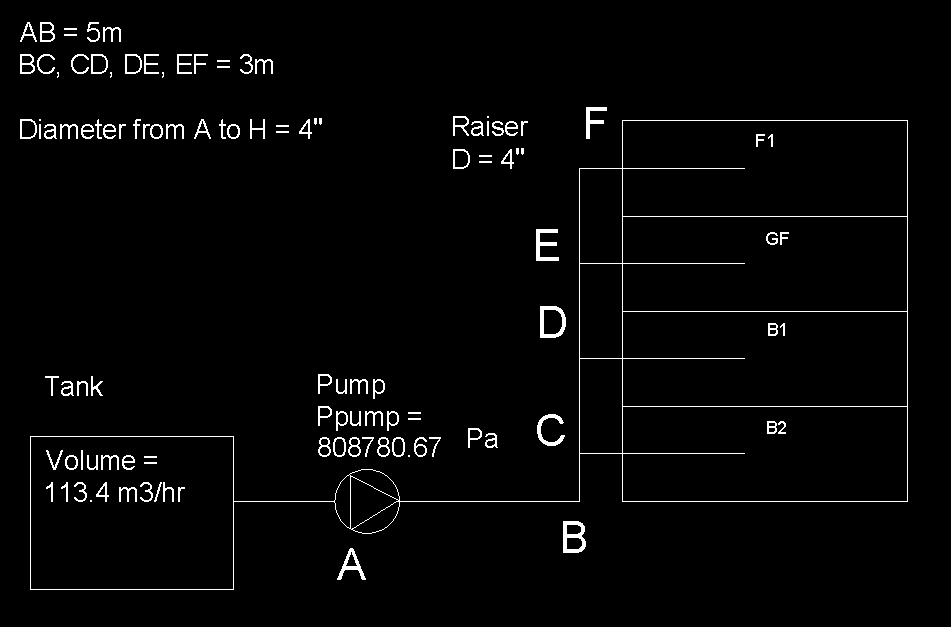 AB = 5m
BC, CD, DE, EF = 3m
Diameter from A to H = 4"
Raiser
D = 4"
F
F1
E
GF
D
B1
Tank
Pump
Ppump =
808780.67 Pa
C
B2
Volume =
113.4 m3/hr
B
A